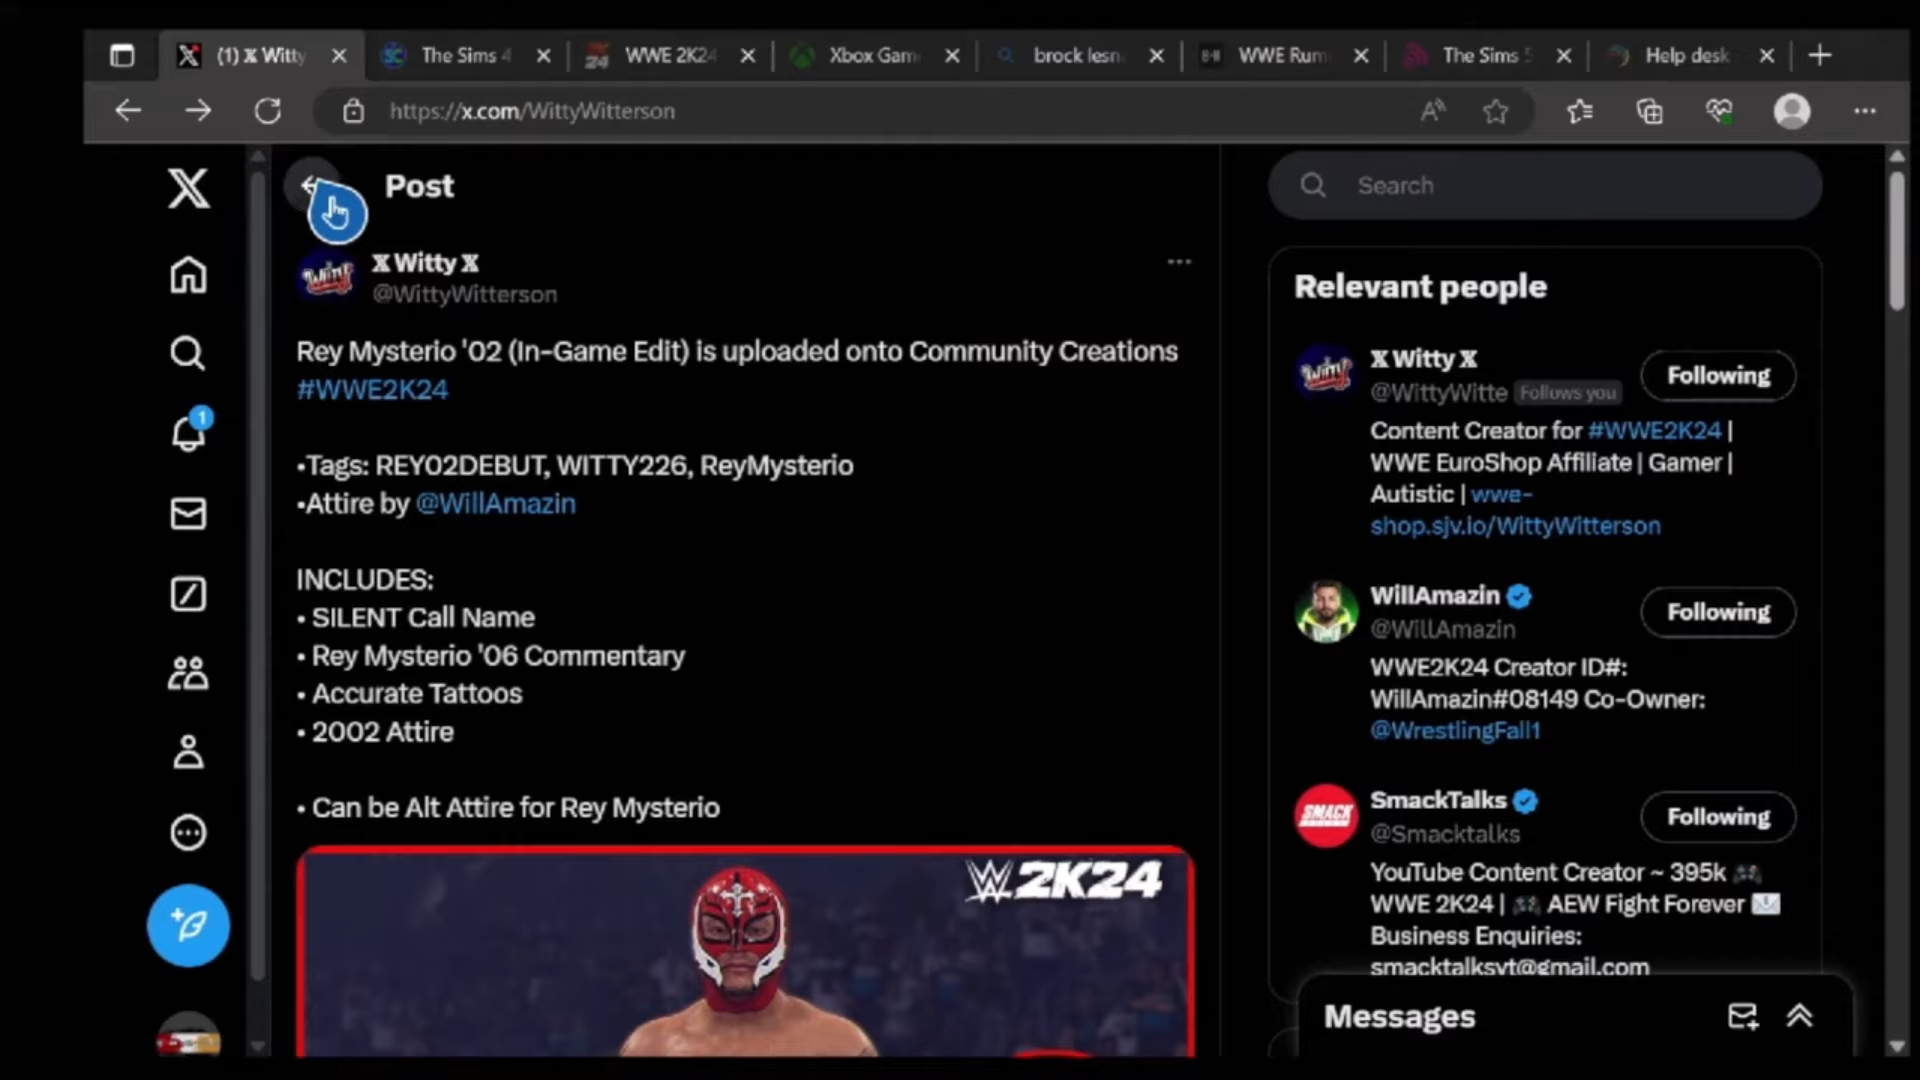 (1) X Witty
The Sims 4
WWE 2K24
Xbox Gam
brock lesn
WWE Rum
The Sims 5
Help desk
https://x.com/WittyWitterson
Post
Search
X Witty X
@WittyWitterson
Rey Mysterio '02 (In-Game Edit) is uploaded onto Community Creations
#WWE2K24
•Tags: REY02DEBUT, WITTY226, ReyMysterio
•Attire by @WillAmazin
INCLUDES:
• SILENT Call Name
• Rey Mysterio '06 Commentary
• Accurate Tattoos
• 2002 Attire
• Can be Alt Attire for Rey Mysterio
W 2K24
1
Relevant people
X Witty X
@WittyWitte Follows you
Following
Content Creator for #WWE2K24 |
WWE EuroShop Affiliate | Gamer |
Autistic | wwe-
shop.sjv.io/WittyWitterson
WillAmazin
@WillAmazin
Following
WWE2K24 Creator ID#:
WillAmazin#08149 Co-Owner:
@WrestlingFall1
SmackTalks
@Smacktalks
Following
YouTube Content Creator ~ 395k
WWE 2K24 | AEW Fight Forever
Business Enquiries:
smacktalksyt@gmail.com
Messages